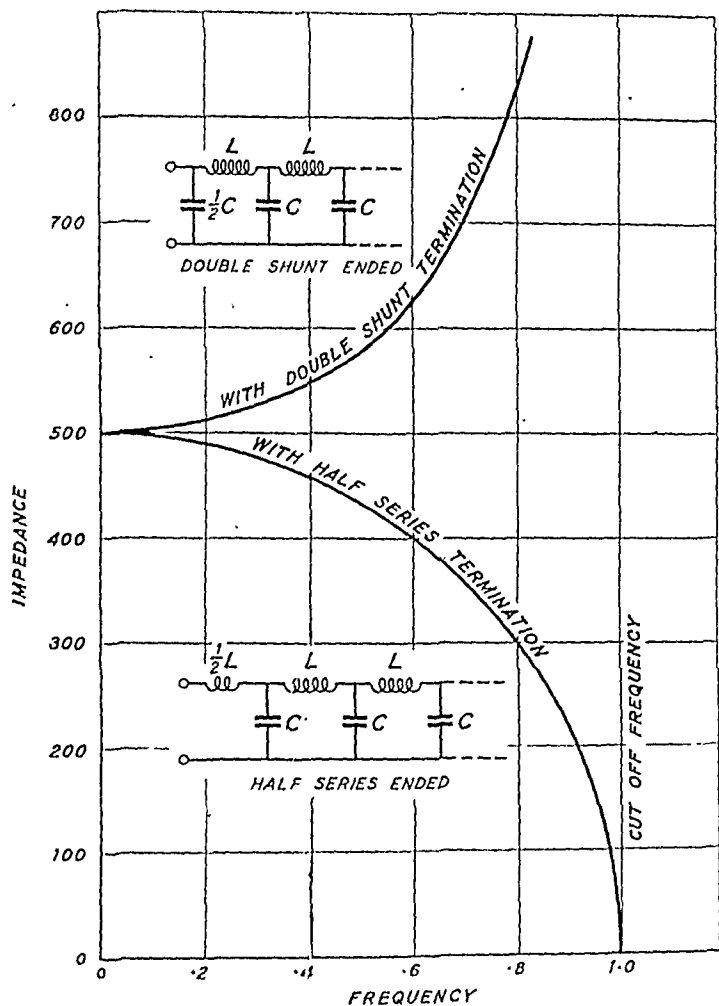 800
L L
½C C C
DOUBLE SHUNT ENDED
700
600
WITH DOUBLE SHUNT TERMINATION
500
WITH HALF SERIES TERMINATION
400
IMPEDANCE
300
½L L L
C C C
HALF SERIES ENDED
200
100
0
CUT OFF FREQUENCY
0 .2 .4 .6 .8 1.0
FREQUENCY